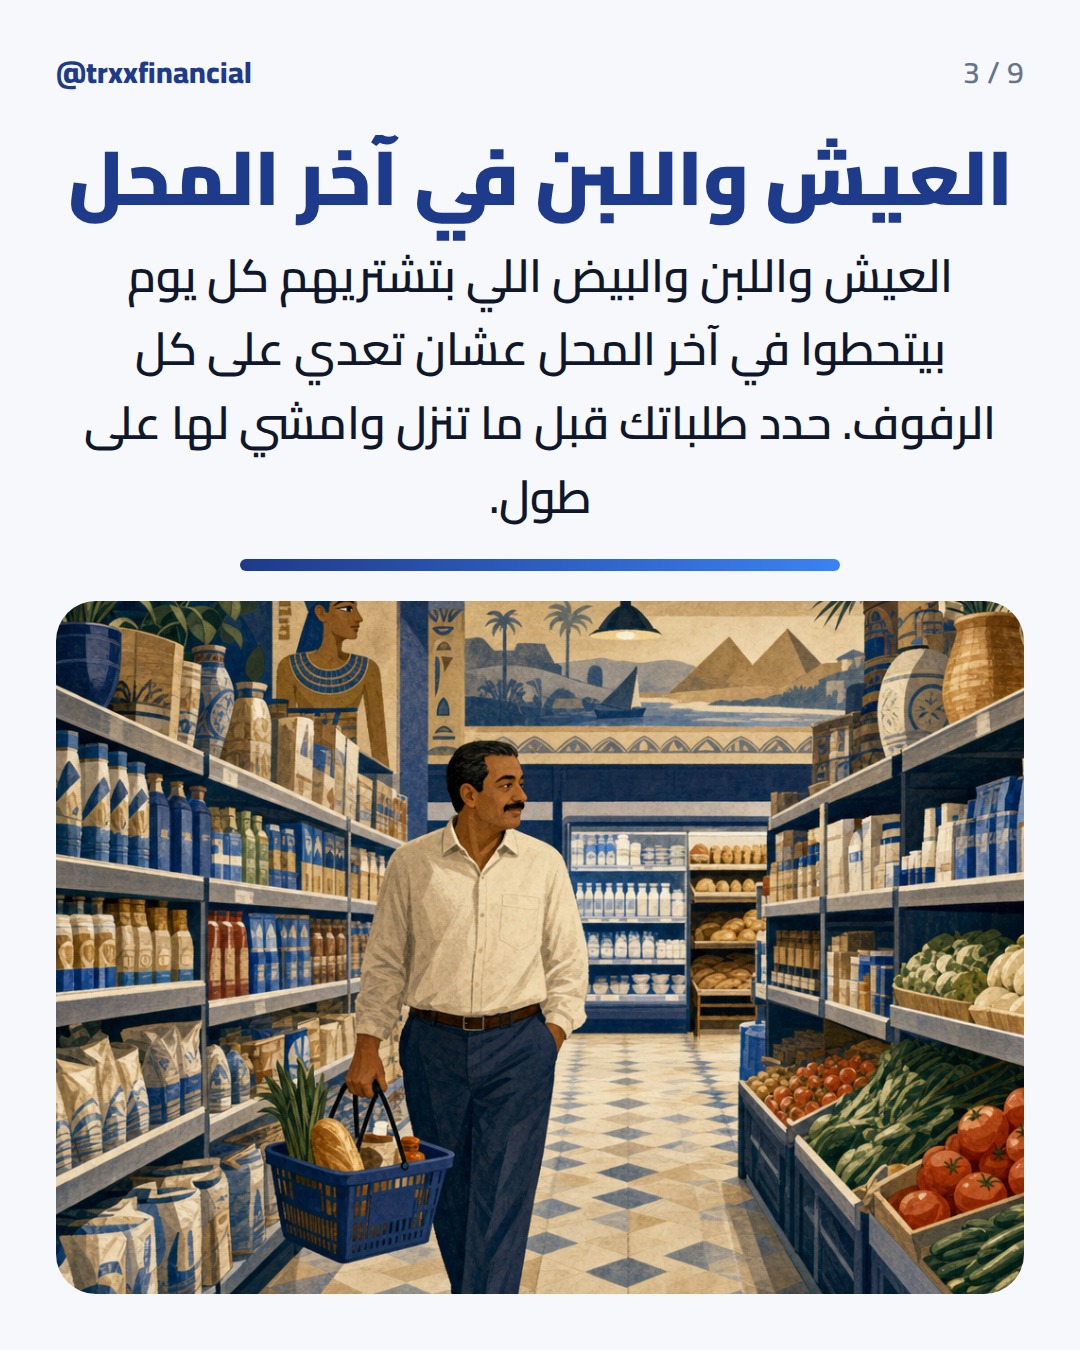 @trxxfinancial
3 / 9
العيش واللبن في آخر المحل
العيش واللبن والبيض اللي بتشتريهم كل يوم
بيتحطوا في آخر المحل عشان تعدي على كل
الرفوف. حدد طلباتك قبل ما تنزل وامشي لها على
طول.